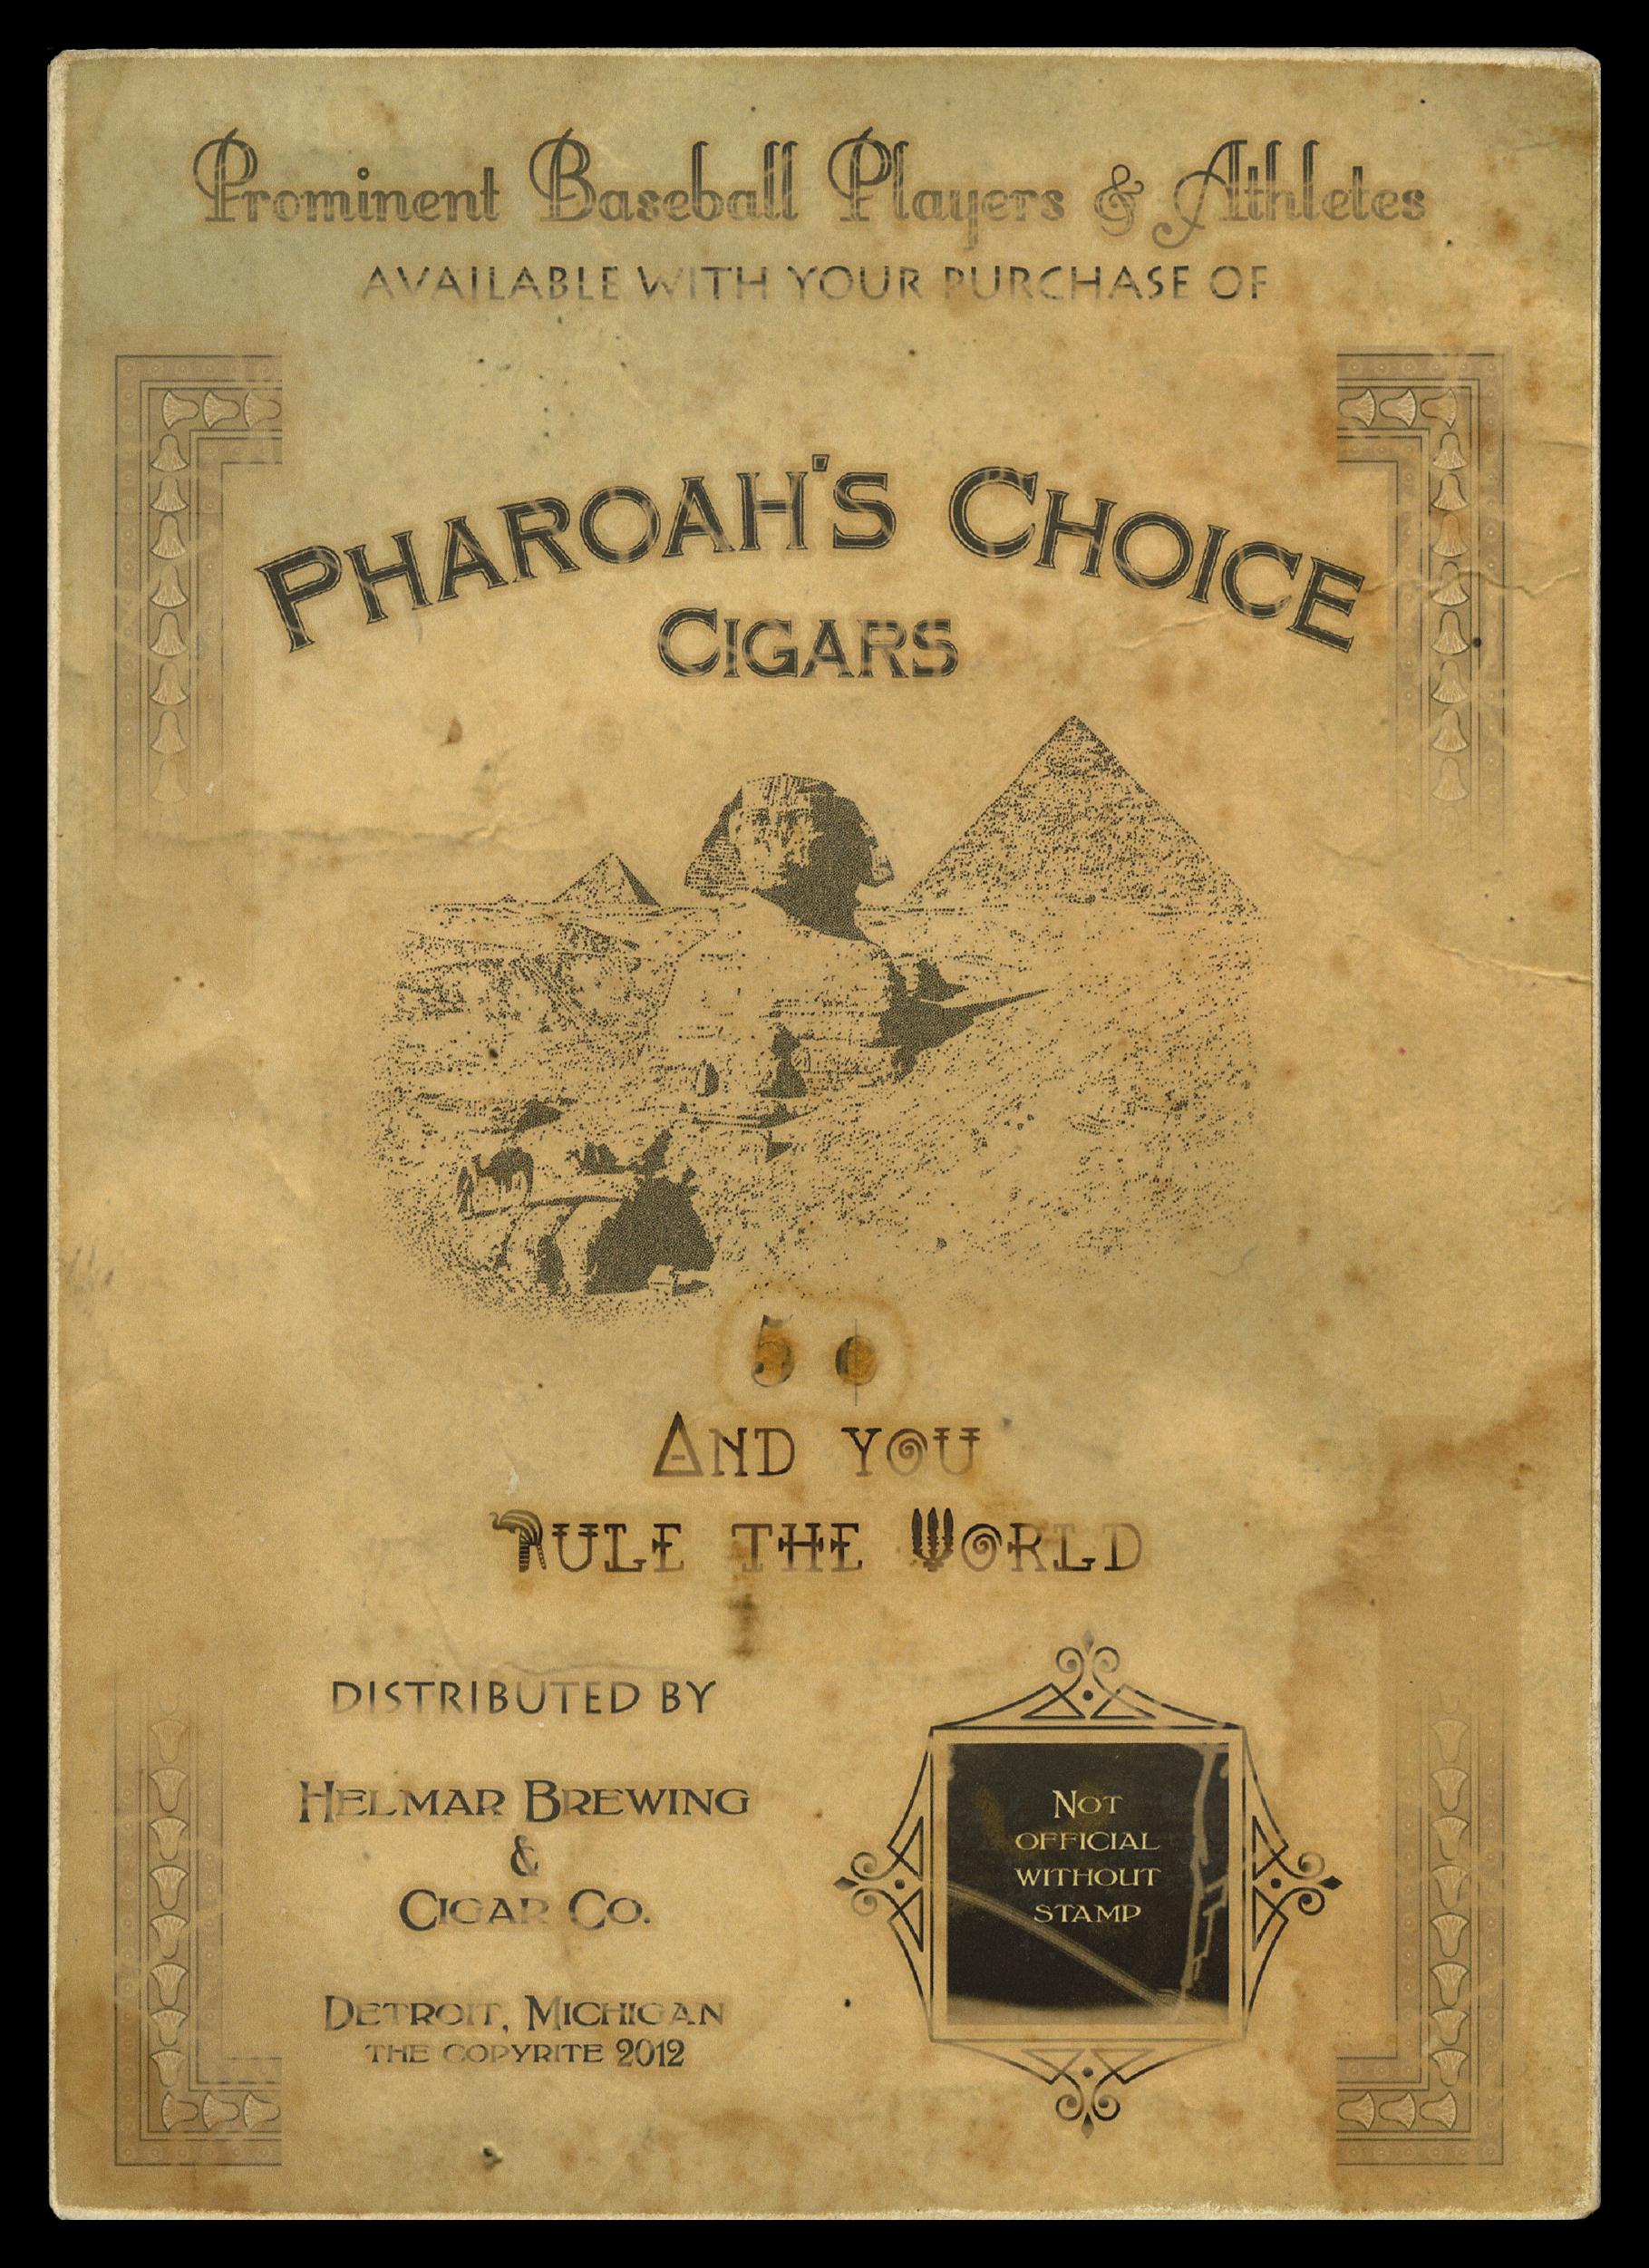 Prominent Baseball Players & Athletes
AVAILABLE WITH YOUR PURCHASE OF
PHAROAH'S CHOICE
CIGARS
5 ¢
AND YOU
RULE THE WORLD
DISTRIBUTED BY
HELMAR BREWING
&
CIGAR CO.
DETROIT, MICHIGAN
THE COPYRITE 2012
NOT
OFFICIAL
WITHOUT
STAMP